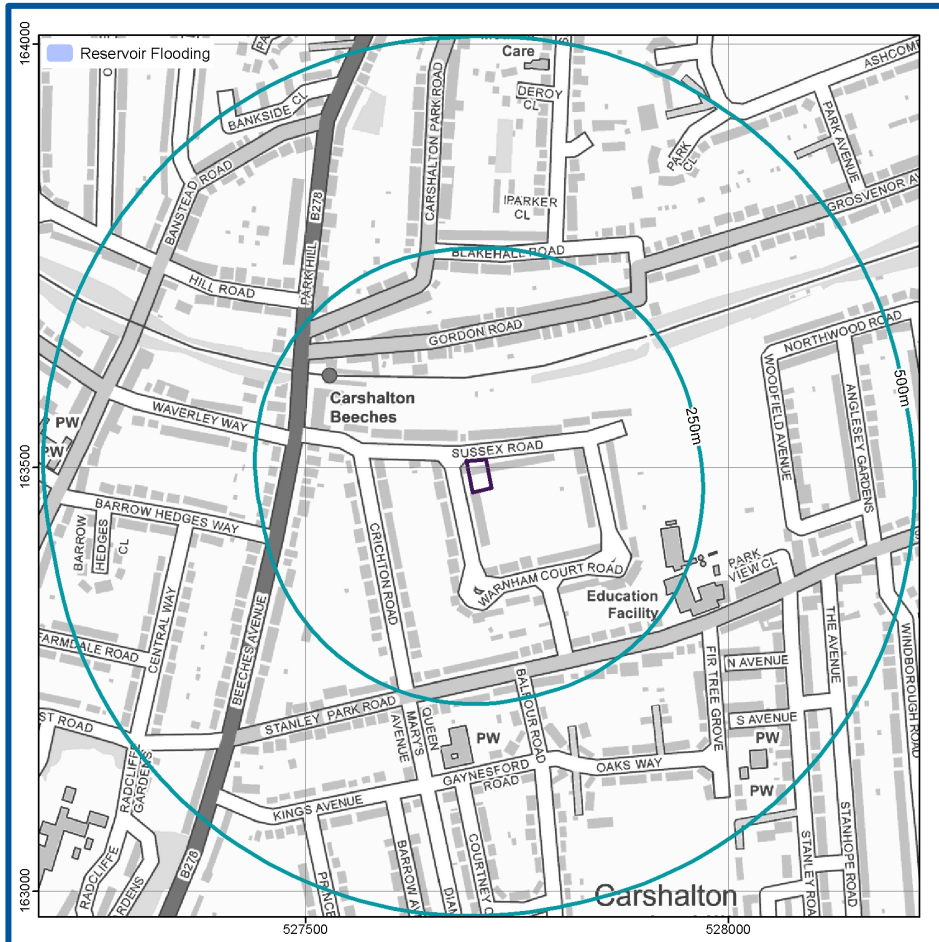 Reservoir Flooding
164000
163500
163000
527500
528000
Care
DEROY
CL
ASHCOMB
BANKSIDE CL
CARSHALTON PARK ROAD
PARK AVENUE
PARK
CL
BANSTEAD ROAD
B278
PARKER
CL
GROSVENOR AV
BLAKEHALL ROAD
PARK HILL
HILL ROAD
GORDON ROAD
NORTHWOOD ROAD
Carshalton
Beeches
WAVERLEY WAY
WOODFIELD AVENUE
ANGLESEY GARDENS
500m
250m
PW
PW
SUSSEX ROAD
BARROW HEDGES WAY
BARROW
HEDGES
CL
CRICHTON ROAD
PARK
VIEW CL
WARNHAM COURT ROAD
Education
Facility
CENTRAL WAY
FARMDALE ROAD
BEECHES AVENUE
THE AVENUE
WINDBOROUGH ROAD
FIR TREE GROVE
N AVENUE
BALFOUR ROAD
STANLEY PARK ROAD
ST ROAD
QUEEN
MARY'S
AVENUE
PW
S AVENUE
PW
RADCLIFFE
GARDENS
GAYNESFORD
ROAD
OAKS WAY
PW
KINGS AVENUE
RADCLIFFE
RDENS
B278
PRINCE
BARROW AV
DIAM
COURTNEY C
STANLEY ROA
STANHOPE ROAD
Carshalton